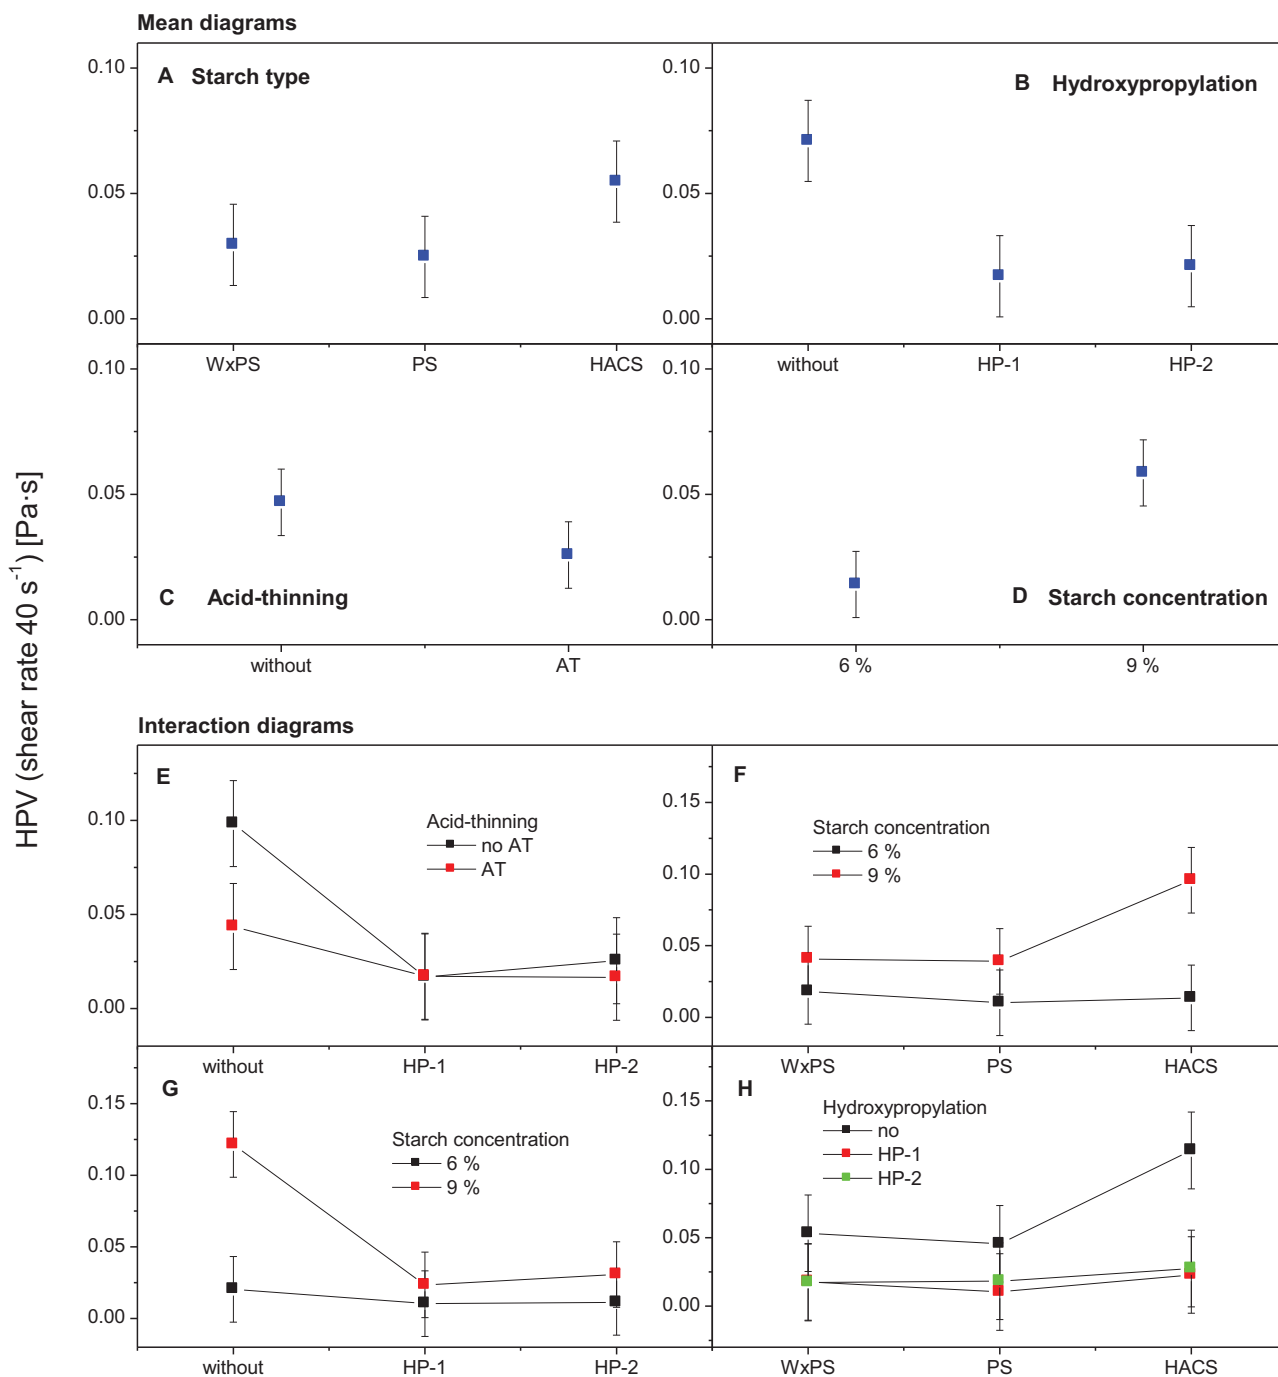 Mean diagrams
HPV (shear rate 40 s⁻¹) [Pa·s]
A Starch type
0.10
0.05
0.00
WxPS PS HACS
B Hydroxypropylation
0.10
0.05
0.00
without HP-1 HP-2
C Acid-thinning
0.10
0.05
0.00
without AT
D Starch concentration
0.10
0.05
0.00
6 % 9 %
Interaction diagrams
E
Acid-thinning
no AT
AT
0.10
0.05
0.00
without HP-1 HP-2
F
Starch concentration
6 %
9 %
0.15
0.10
0.05
0.00
WxPS PS HACS
G
Starch concentration
6 %
9 %
0.15
0.10
0.05
0.00
without HP-1 HP-2
H
Hydroxypropylation
no
HP-1
HP-2
0.15
0.10
0.05
0.00
WxPS PS HACS